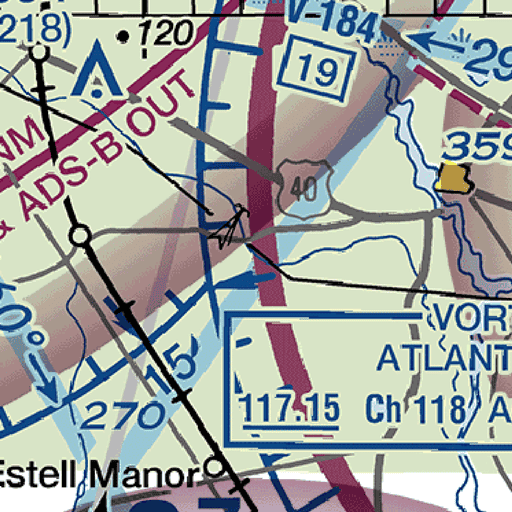 218)
120
V-184
29
19
NM
& ADS-B OUT
359
40
0°
15
270
VORT
ATLANT
117.15 Ch 118 A
Estell Manor